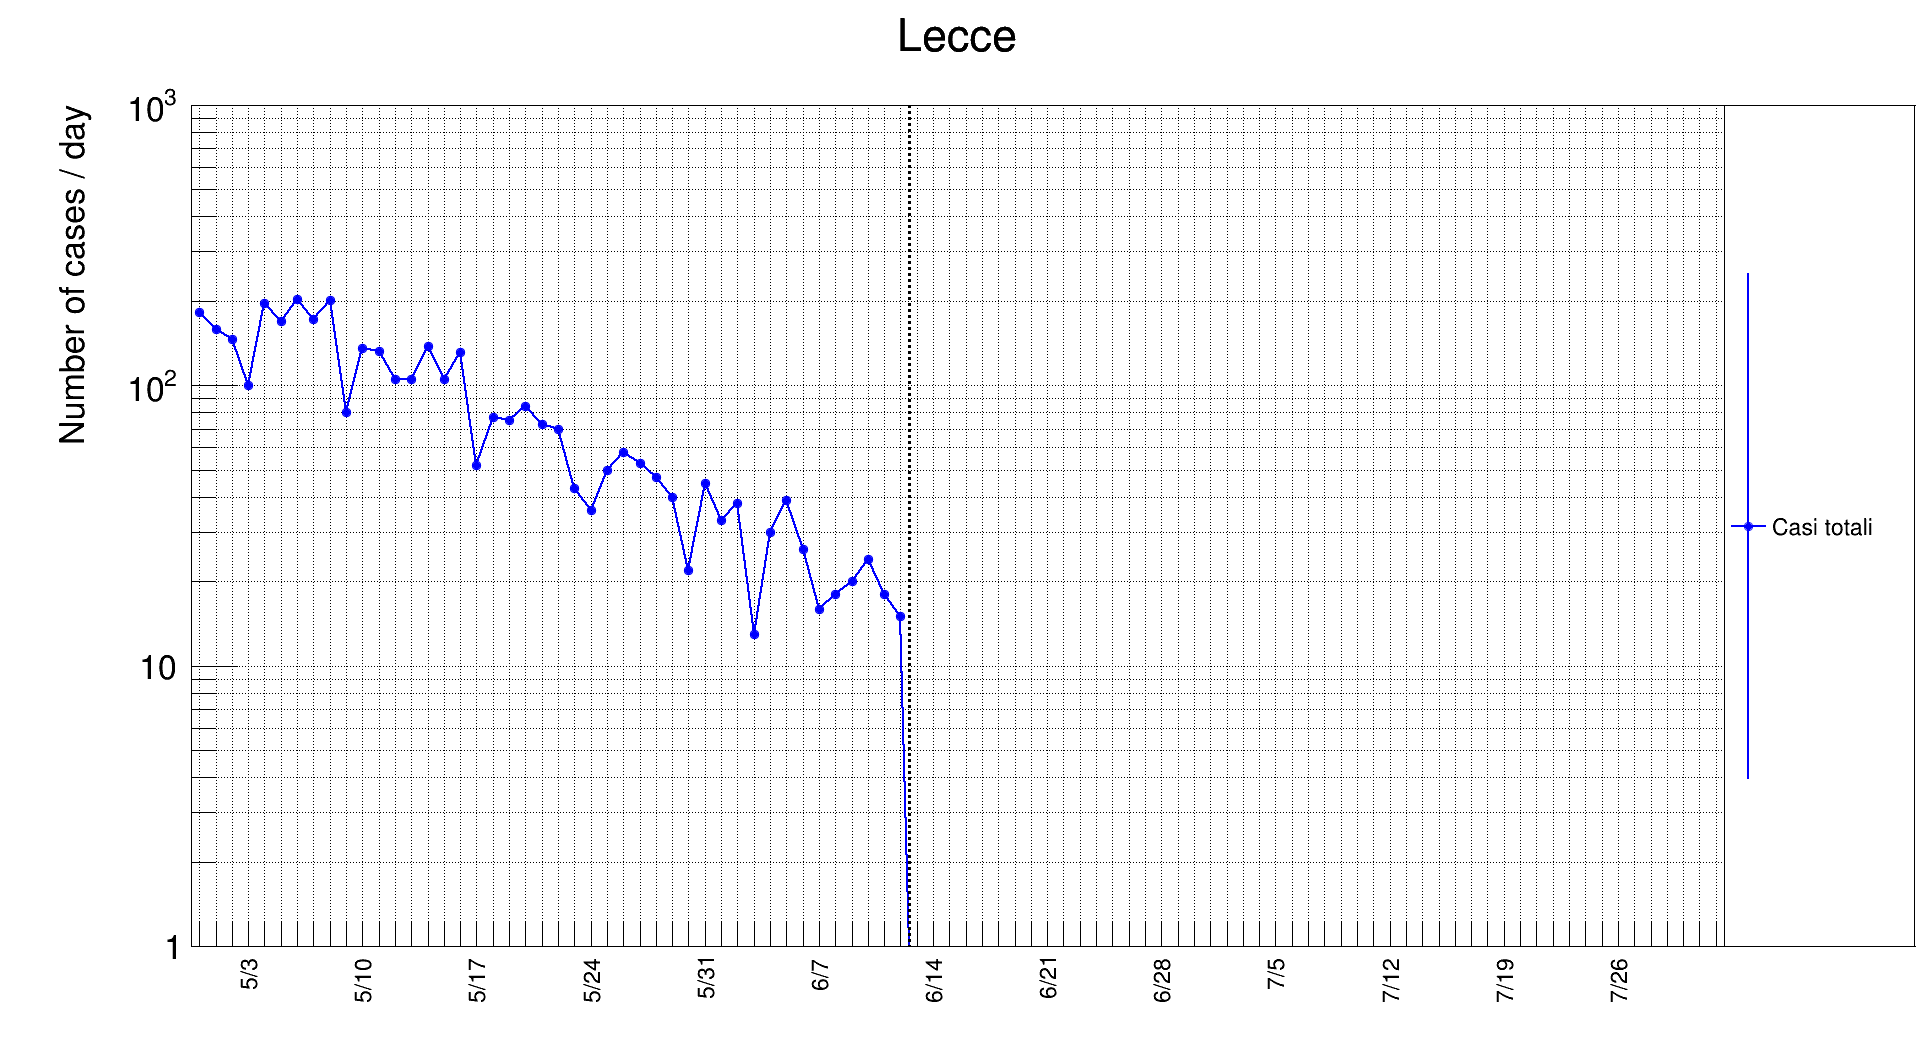 Lecce
Number of cases / day
10³
10²
10
1
5/3 5/10 5/17 5/24 5/31 6/7 6/14 6/21 6/28 7/5 7/12 7/19 7/26
Casi totali